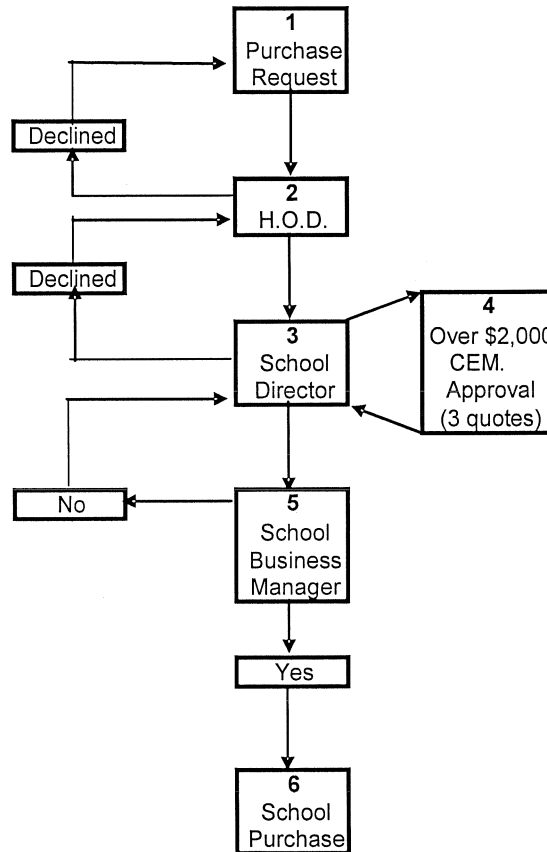 1
Purchase
Request
Declined
2
H.O.D.
Declined
3
School
Director
4
Over $2,000
CEM.
Approval
(3 quotes)
No
5
School
Business
Manager
Yes
6
School
Purchase